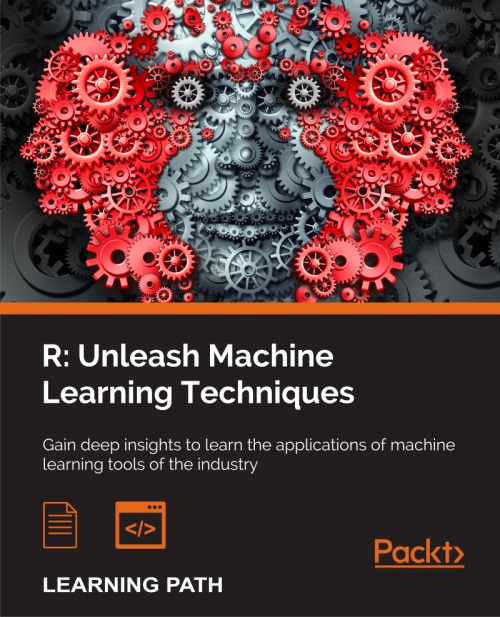 R: Unleash Machine
Learning Techniques
Gain deep insights to learn the applications of machine
learning tools of the industry
</>
Packt>
LEARNING PATH